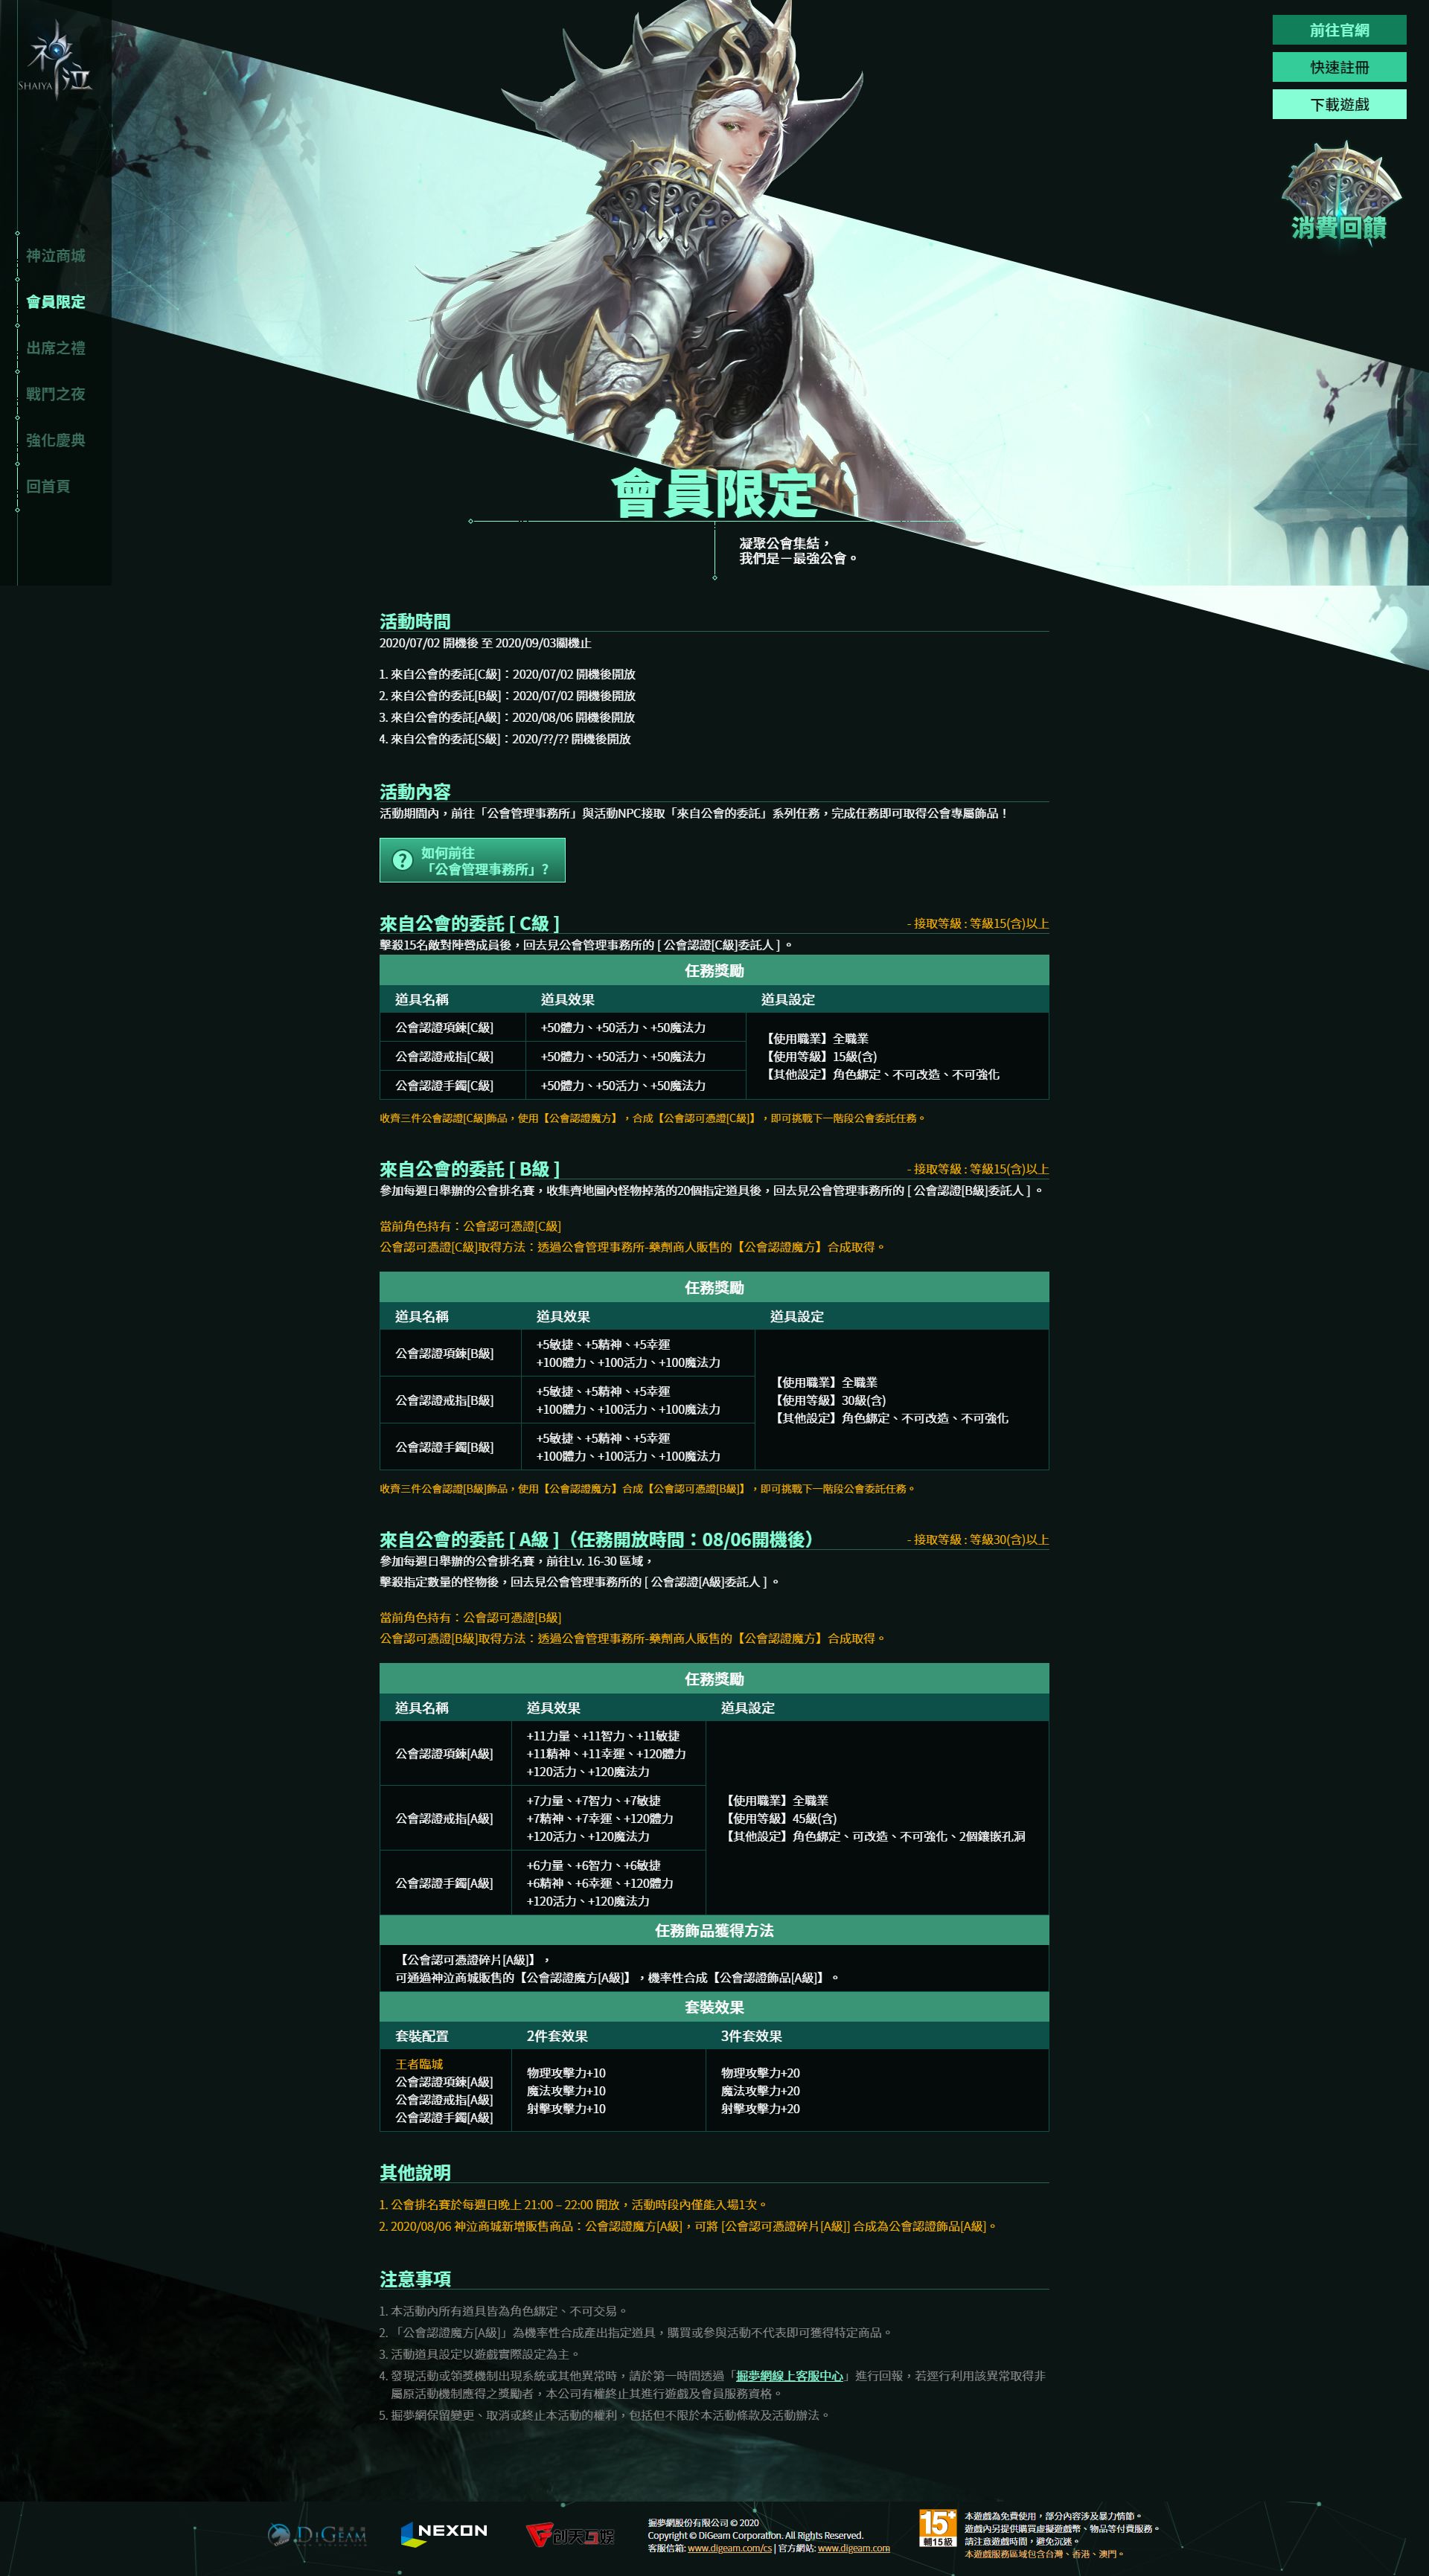 神泣
SHAIYA
前往官網
快速註冊
下載遊戲
消費回饋
神泣商城
會員限定
出席之禮
戰鬥之夜
強化慶典
回首頁
會員限定
凝聚公會集結，
我們是－最強公會。
活動時間
2020/07/02 開機後 至 2020/09/03關機止
1. 來自公會的委託[C級]：2020/07/02 開機後開放
2. 來自公會的委託[B級]：2020/07/02 開機後開放
3. 來自公會的委託[A級]：2020/08/06 開機後開放
4. 來自公會的委託[S級]：2020/??/?? 開機後開放
活動內容
活動期間內，前往「公會管理事務所」與活動NPC接取「來自公會的委託」系列任務，完成任務即可取得公會專屬飾品！
如何前往
「公會管理事務所」?
來自公會的委託 [ C級 ]
- 接取等級 : 等級15(含)以上
擊殺15名敵對陣營成員後，回去見公會管理事務所的 [ 公會認證[C級]委託人 ] 。
任務獎勵
道具名稱 道具效果 道具設定
公會認證項鍊[C級] +50體力、+50活力、+50魔法力
公會認證戒指[C級] +50體力、+50活力、+50魔法力
公會認證手鐲[C級] +50體力、+50活力、+50魔法力
【使用職業】全職業
【使用等級】15級(含)
【其他設定】角色綁定、不可改造、不可強化
收齊三件公會認證[C級]飾品，使用【公會認證魔方】，合成【公會認可憑證[C級]】，即可挑戰下一階段公會委託任務。
來自公會的委託 [ B級 ]
- 接取等級 : 等級15(含)以上
參加每週日舉辦的公會排名賽，收集齊地圖內怪物掉落的20個指定道具後，回去見公會管理事務所的 [ 公會認證[B級]委託人 ] 。
當前角色持有：公會認可憑證[C級]
公會認可憑證[C級]取得方法：透過公會管理事務所-藥劑商人販售的【公會認證魔方】合成取得。
任務獎勵
道具名稱 道具效果 道具設定
公會認證項鍊[B級]
+5敏捷、+5精神、+5幸運
+100體力、+100活力、+100魔法力
公會認證戒指[B級]
+5敏捷、+5精神、+5幸運
+100體力、+100活力、+100魔法力
公會認證手鐲[B級]
+5敏捷、+5精神、+5幸運
+100體力、+100活力、+100魔法力
【使用職業】全職業
【使用等級】30級(含)
【其他設定】角色綁定、不可改造、不可強化
收齊三件公會認證[B級]飾品，使用【公會認證魔方】合成【公會認可憑證[B級]】，即可挑戰下一階段公會委託任務。
來自公會的委託 [ A級 ]（任務開放時間：08/06開機後）
- 接取等級 : 等級30(含)以上
參加每週日舉辦的公會排名賽，前往Lv. 16-30 區域，
擊殺指定數量的怪物後，回去見公會管理事務所的 [ 公會認證[A級]委託人 ] 。
當前角色持有：公會認可憑證[B級]
公會認可憑證[B級]取得方法：透過公會管理事務所-藥劑商人販售的【公會認證魔方】合成取得。
任務獎勵
道具名稱 道具效果 道具設定
公會認證項鍊[A級]
+11力量、+11智力、+11敏捷
+11精神、+11幸運、+120體力
+120活力、+120魔法力
公會認證戒指[A級]
+7力量、+7智力、+7敏捷
+7精神、+7幸運、+120體力
+120活力、+120魔法力
公會認證手鐲[A級]
+6力量、+6智力、+6敏捷
+6精神、+6幸運、+120體力
+120活力、+120魔法力
【使用職業】全職業
【使用等級】45級(含)
【其他設定】角色綁定、可改造、不可強化、2個鑲嵌孔洞
任務飾品獲得方法
【公會認可憑證碎片[A級]】，
可通過神泣商城販售的【公會認證魔方[A級]】，機率性合成【公會認證飾品[A級]】。
套裝效果
套裝配置 2件套效果 3件套效果
王者臨城
公會認證項鍊[A級]
公會認證戒指[A級]
公會認證手鐲[A級]
物理攻擊力+10
魔法攻擊力+10
射擊攻擊力+10
物理攻擊力+20
魔法攻擊力+20
射擊攻擊力+20
其他說明
1. 公會排名賽於每週日晚上 21:00 – 22:00 開放，活動時段內僅能入場1次。
2. 2020/08/06 神泣商城新增販售商品：公會認證魔方[A級]，可將 [公會認可憑證碎片[A級]] 合成為公會認證飾品[A級]。
注意事項
1. 本活動內所有道具皆為角色綁定、不可交易。
2. 「公會認證魔方[A級]」為機率性合成產出指定道具，購買或參與活動不代表即可獲得特定商品。
3. 活動道具設定以遊戲實際設定為主。
4. 發現活動或領獎機制出現系統或其他異常時，請於第一時間透過「掘夢網線上客服中心」進行回報，若逕行利用該異常取得非
屬原活動機制應得之獎勵者，本公司有權終止其進行遊戲及會員服務資格。
5. 掘夢網保留變更、取消或終止本活動的權利，包括但不限於本活動條款及活動辦法。
DiGeam
NEXON
创天互娱
掘夢網股份有限公司 © 2020
Copyright © DiGeam Corporation. All Rights Reserved.
客服信箱: www.digeam.com/cs | 官方網站: www.digeam.com
15+
輔15級
本遊戲為免費使用，部分內容涉及暴力情節。
遊戲內另提供購買虛擬遊戲幣、物品等付費服務。
請注意遊戲時間，避免沉迷。
本遊戲服務區域包含台灣、香港、澳門。